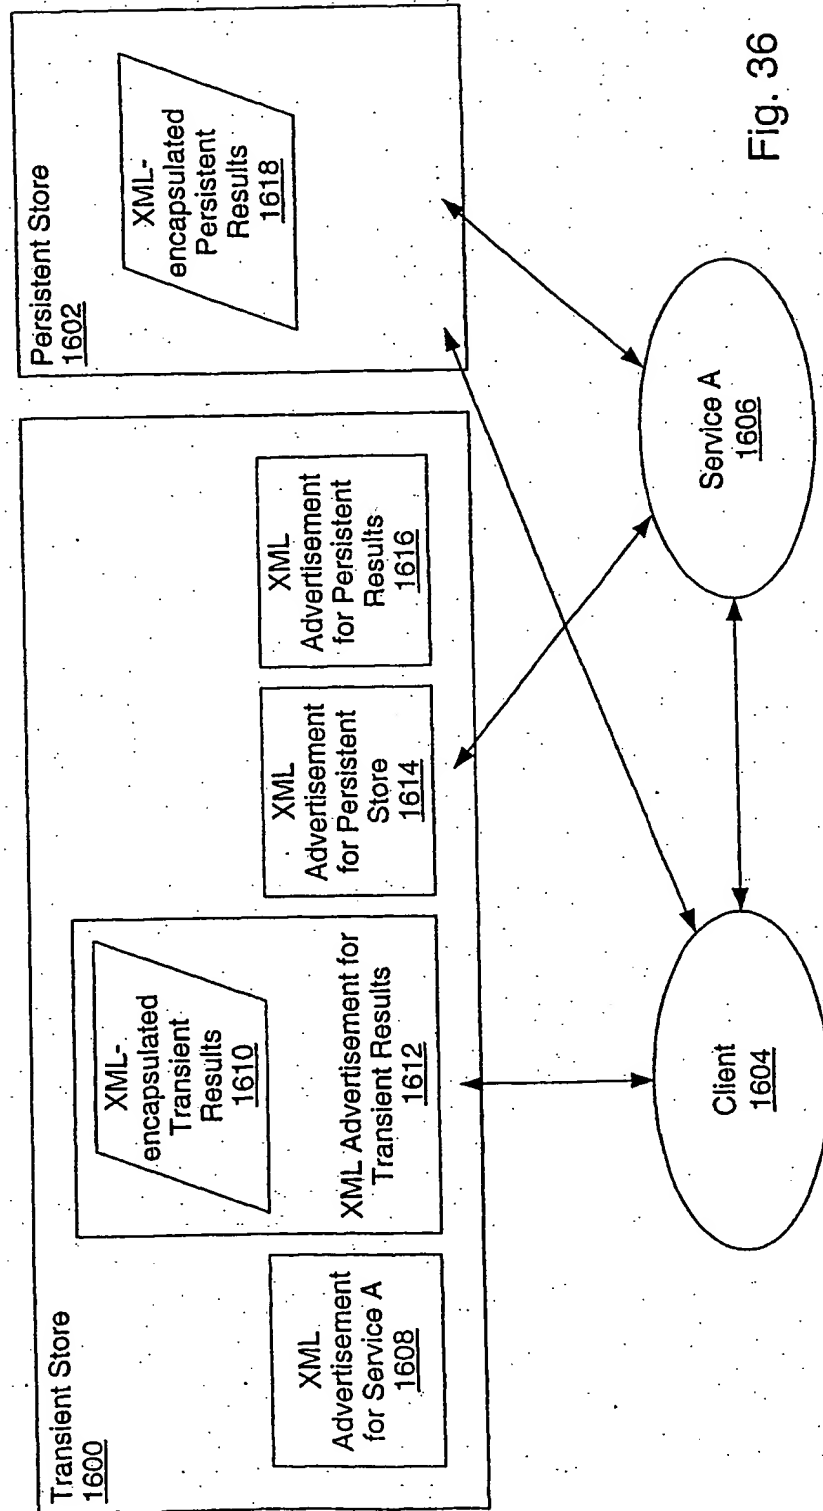 Transient Store
1600
XML
Advertisement
for Service A
1608
XML-
encapsulated
Transient
Results
1610
XML Advertisement for
Transient Results
1612
XML
Advertisement
for Persistent
Store
1614
XML
Advertisement
for Persistent
Results
1616
Persistent Store
1602
XML-
encapsulated
Persistent
Results
1618
Client
1604
Service A
1606
Fig. 36